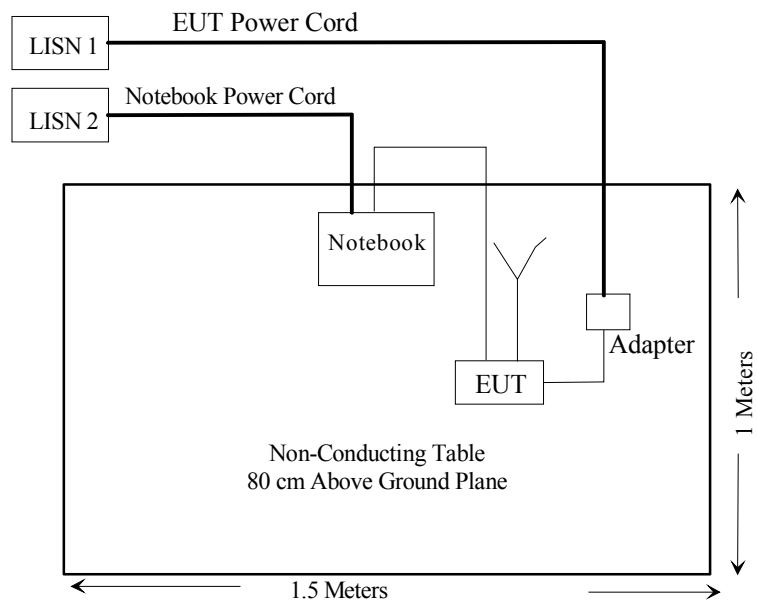 EUT Power Cord
LISN 1
Notebook Power Cord
LISN 2
Notebook
Adapter
EUT
1 Meters
Non-Conducting Table
80 cm Above Ground Plane
1.5 Meters